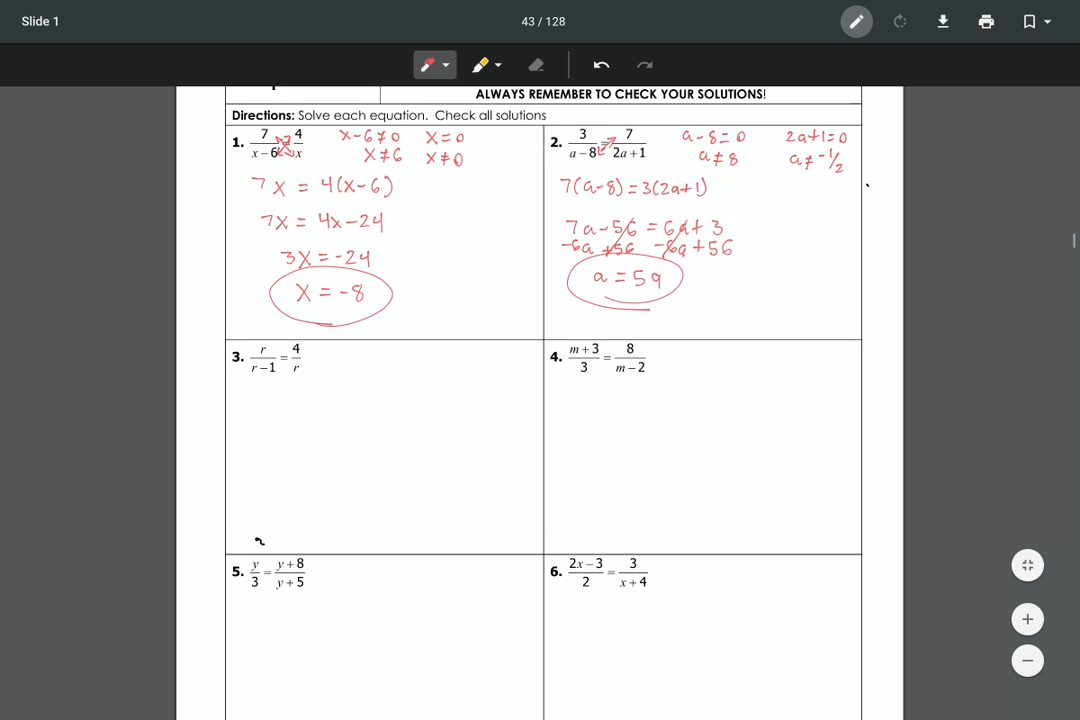 Slide 1
43 / 128
ALWAYS REMEMBER TO CHECK YOUR SOLUTIONS!
Directions: Solve each equation. Check all solutions
1. 7/(x−6) = 4/x
x-6≠0 x=0
x≠6 x≠0
7x = 4(x-6)
7x = 4x-24
3x = -24
x = -8
2. 3/(a−8) = 7/(2a+1)
a-8=0 2a+1=0
a≠8 a≠-1/2
7(a-8)=3(2a+1)
7a-56=6a+3
-6a +56 -6a+56
a=59
3. r/(r−1) = 4/r
4. (m+3)/3 = 8/(m−2)
5. y/3 = (y+8)/(y+5)
6. (2x−3)/2 = 3/(x+4)